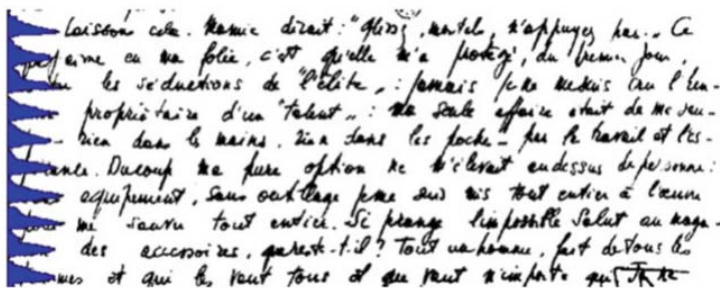 Laissons cela. Mamie dirait : "Glissez, mortels, n'appuyez pas. „ Ce
j'aime en ma folie, c'est qu'elle m'a protégé, du premier jour,
les séductions de "l'élite „ : jamais je ne me suis cru l'heu-
propriétaire d'un "talent „ : ma seule affaire était de me sau-
- rien dans les mains, rien dans les poches - par le travail et l'es-
. Du coup ma pure option ne m'élevait au dessus de personne :
équipement, sans outillage je me suis mis tout entier à l'œuvre
me sauver tout entier. Si je range l'impossible Salut au maga-
des accessoires, que reste-t-il ? Tout un homme, fait de tous les
et qui les vaut tous et que vaut n'importe qui